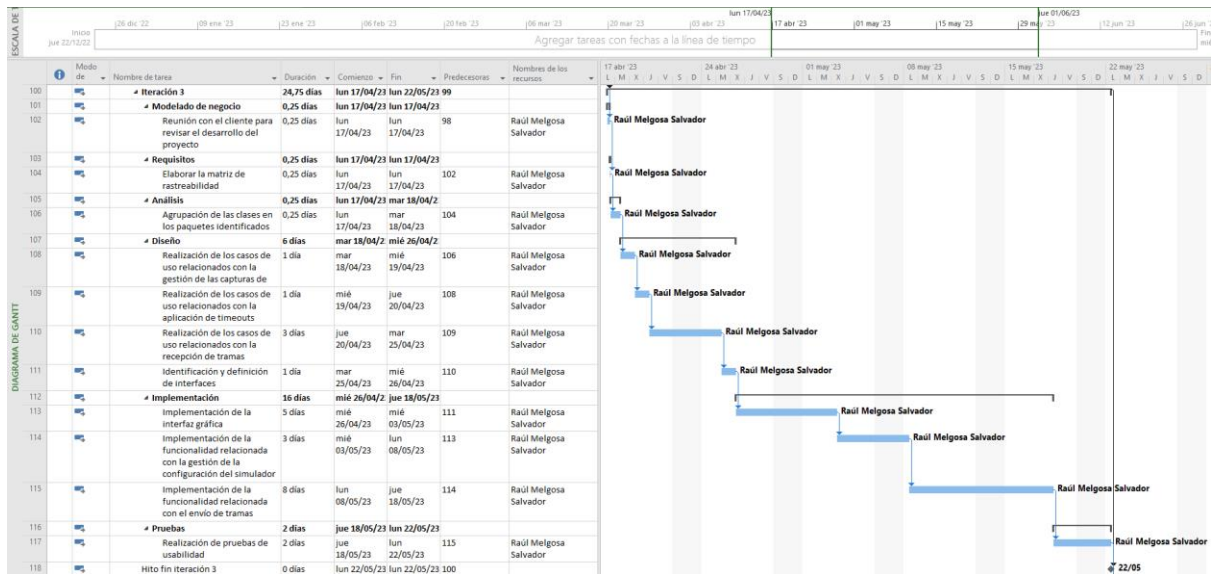 lun 17/04/23 jue 01/06/23
ESCALA DE T
26 dic '22 09 ene '23 23 ene '23 06 feb '23 20 feb '23 06 mar '23 20 mar '23 03 abr '23 17 abr '23 01 may '23 15 may '23 29 may '23 12 jun '23 26 jun '2
Inicio
jue 22/12/22
Agregar tareas con fechas a la línea de tiempo
Fin
mié
DIAGRAMA DE GANTT
Modo de Nombre de tarea Duración Comienzo Fin Predecesoras Nombres de los recursos
17 abr '23 24 abr '23 01 may '23 08 may '23 15 may '23 22 may '23
L M X J V S D L M X J V S D L M X J V S D L M X J V S D L M X J V S D L M X J V S D
100 Iteración 3 24,75 días lun 17/04/23 lun 22/05/23 99
101 Modelado de negocio 0,25 días lun 17/04/23 lun 17/04/23
102 Reunión con el cliente para 0,25 días lun lun 98 Raúl Melgosa Raúl Melgosa Salvador
revisar el desarrollo del 17/04/23 17/04/23 Salvador
proyecto
103 Requisitos 0,25 días lun 17/04/23 lun 17/04/23
104 Elaborar la matriz de 0,25 días lun lun 102 Raúl Melgosa Raúl Melgosa Salvador
rastreabilidad 17/04/23 17/04/23 Salvador
105 Análisis 0,25 días lun 17/04/23 mar 18/04/2
106 Agrupación de las clases en 0,25 días lun mar 104 Raúl Melgosa Raúl Melgosa Salvador
los paquetes identificados 17/04/23 18/04/23 Salvador
107 Diseño 6 días mar 18/04/2 mié 26/04/2
108 Realización de los casos de 1 día mar mié 106 Raúl Melgosa Raúl Melgosa Salvador
uso relacionados con la 18/04/23 19/04/23 Salvador
gestión de las capturas de
109 Realización de los casos de 1 día mié jue 108 Raúl Melgosa Raúl Melgosa Salvador
uso relacionados con la 19/04/23 20/04/23 Salvador
aplicación de timeouts
110 Realización de los casos de 3 días jue mar 109 Raúl Melgosa Raúl Melgosa Salvador
uso relacionados con la 20/04/23 25/04/23 Salvador
recepción de tramas
111 Identificación y definición 1 día mar mié 110 Raúl Melgosa Raúl Melgosa Salvador
de interfaces 25/04/23 26/04/23 Salvador
112 Implementación 16 días mié 26/04/2 jue 18/05/23
113 Implementación de la 5 días mié mié 111 Raúl Melgosa Raúl Melgosa Salvador
interfaz gráfica 26/04/23 03/05/23 Salvador
114 Implementación de la 3 días mié lun 113 Raúl Melgosa Raúl Melgosa Salvador
funcionalidad relacionada 03/05/23 08/05/23 Salvador
con la gestión de la
configuración del simulador
115 Implementación de la 8 días lun jue 114 Raúl Melgosa Raúl Melgosa Salvador
funcionalidad relacionada 08/05/23 18/05/23 Salvador
con el envío de tramas
116 Pruebas 2 días jue 18/05/23 lun 22/05/23
117 Realización de pruebas de 2 días jue lun 115 Raúl Melgosa Raúl Melgosa Salvador
usabilidad 18/05/23 22/05/23 Salvador
118 Hito fin iteración 3 0 días lun 22/05/23 lun 22/05/23 100 22/05